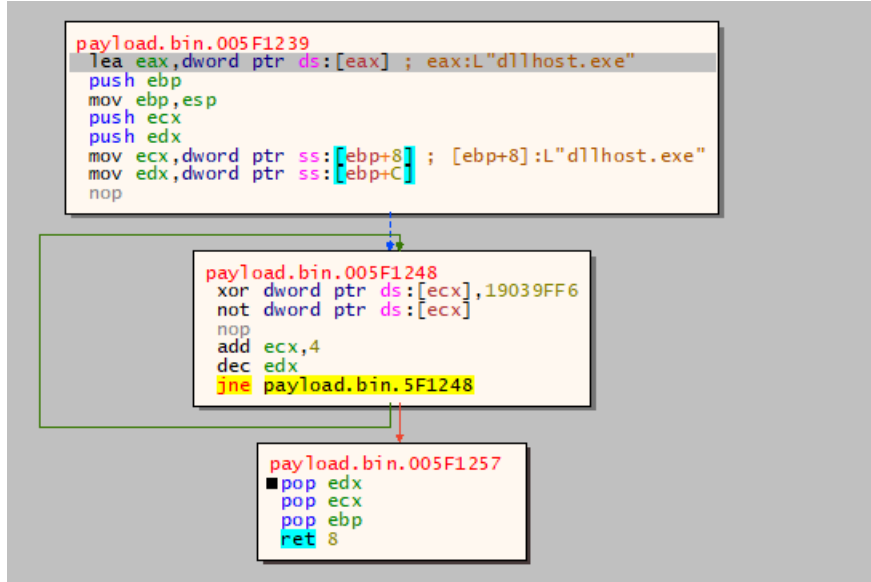 payload.bin.005F1239
lea eax,dword ptr ds:[eax] ; eax:L"dllhost.exe"
push ebp
mov ebp,esp
push ecx
push edx
mov ecx,dword ptr ss:[ebp+8] ; [ebp+8]:L"dllhost.exe"
mov edx,dword ptr ss:[ebp+C]
nop
payload.bin.005F1248
xor dword ptr ds:[ecx],19039FF6
not dword ptr ds:[ecx]
nop
add ecx,4
dec edx
jne payload.bin.5F1248
payload.bin.005F1257
pop edx
pop ecx
pop ebp
ret 8